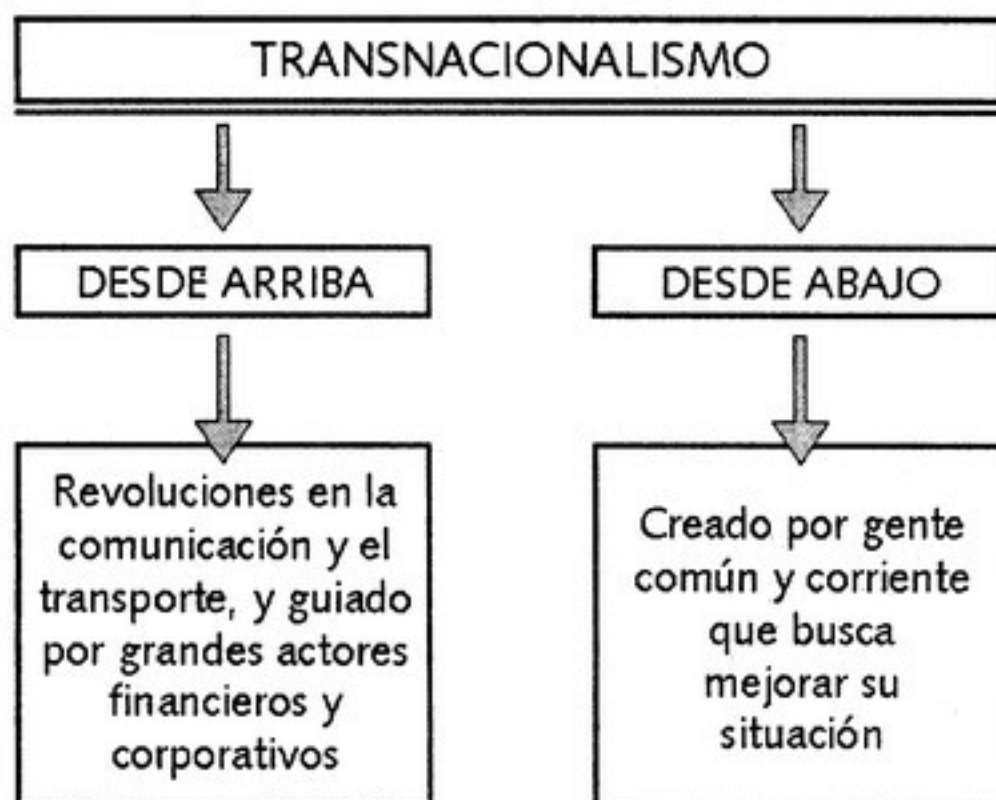 TRANSNACIONALISMO
DESDE ARRIBA
DESDE ABAJO
Revoluciones en la
comunicación y el
transporte, y guiado
por grandes actores
financieros y
corporativos
Creado por gente
común y corriente
que busca
mejorar su
situación